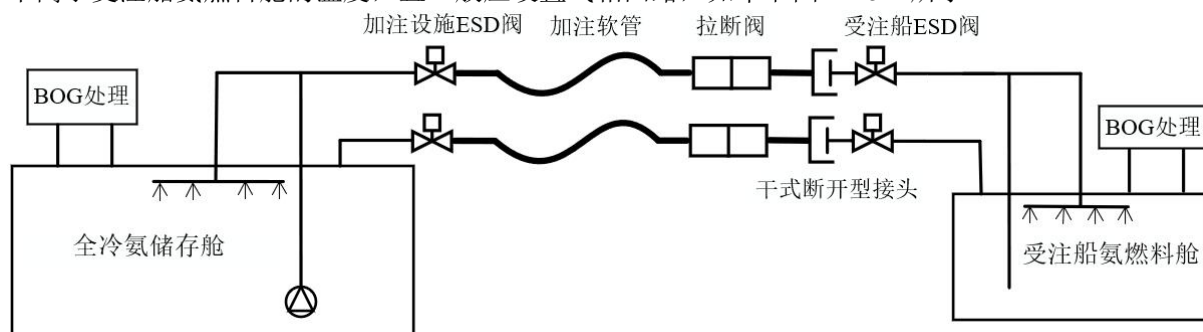 加注设施ESD阀
加注软管
拉断阀
受注船ESD阀
BOG处理
BOG处理
干式断开型接头
全冷氨储存舱
受注船氨燃料舱